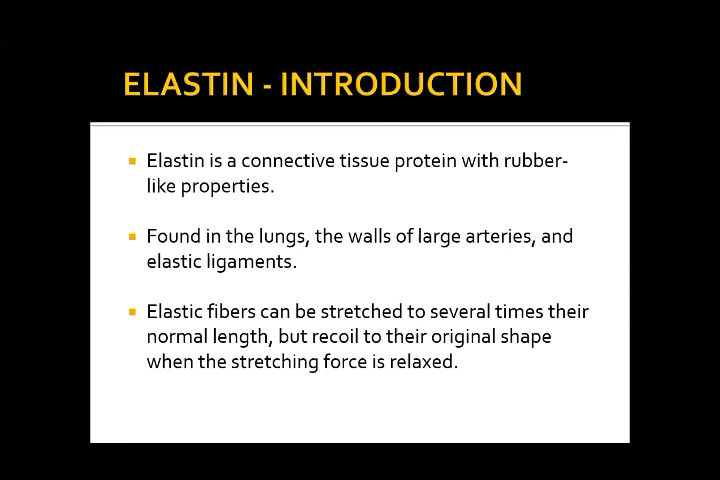 ELASTIN - INTRODUCTION
Elastin is a connective tissue protein with rubber-
like properties.
Found in the lungs, the walls of large arteries, and
elastic ligaments.
Elastic fibers can be stretched to several times their
normal length, but recoil to their original shape
when the stretching force is relaxed.